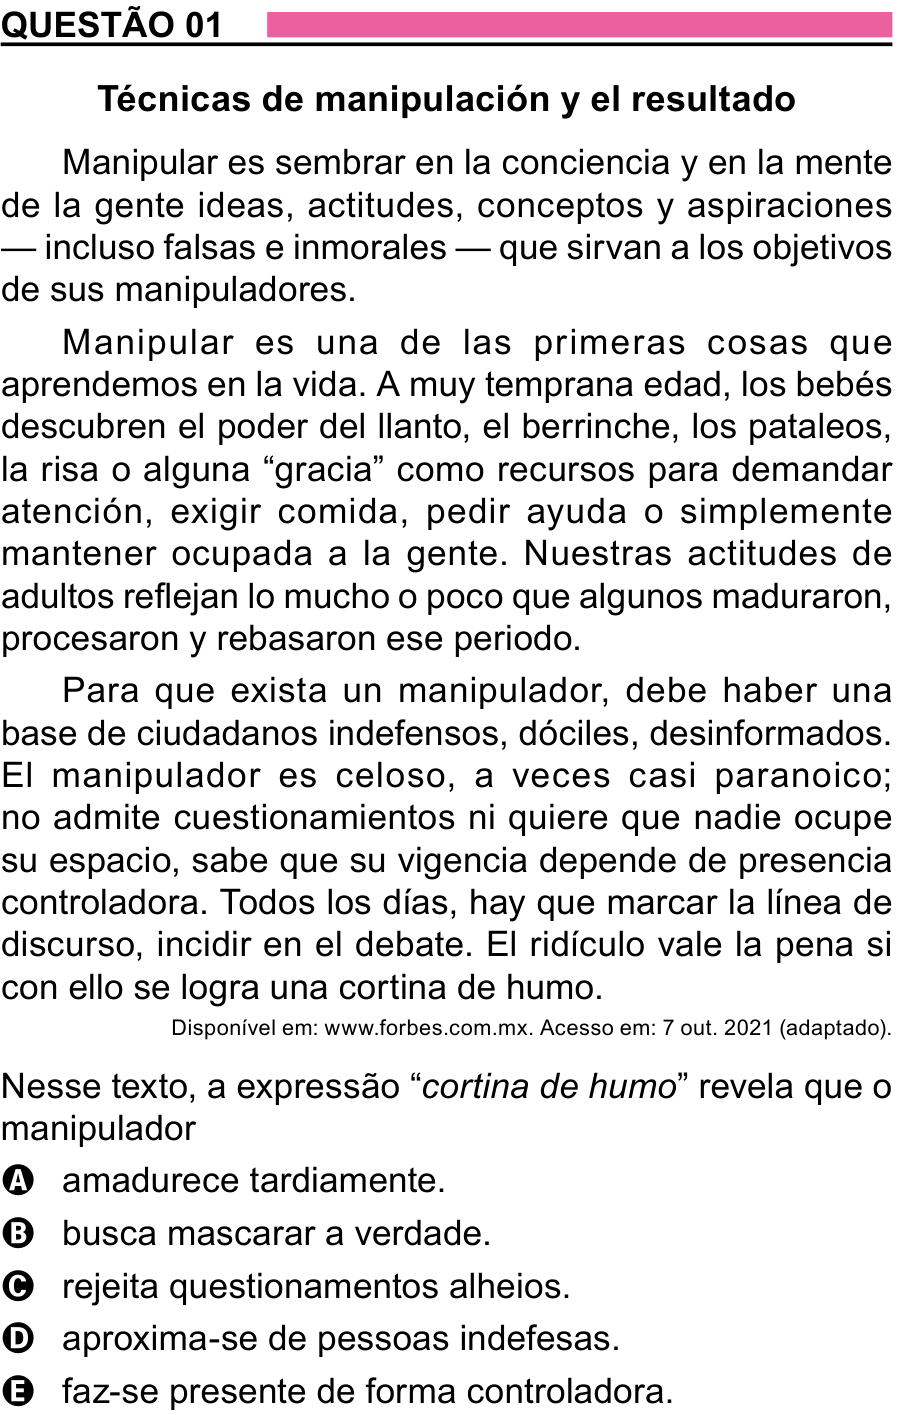 QUESTÃO 01
Técnicas de manipulación y el resultado
Manipular es sembrar en la conciencia y en la mente
de la gente ideas, actitudes, conceptos y aspiraciones
— incluso falsas e inmorales — que sirvan a los objetivos
de sus manipuladores.
Manipular es una de las primeras cosas que
aprendemos en la vida. A muy temprana edad, los bebés
descubren el poder del llanto, el berrinche, los pataleos,
la risa o alguna “gracia” como recursos para demandar
atención, exigir comida, pedir ayuda o simplemente
mantener ocupada a la gente. Nuestras actitudes de
adultos reflejan lo mucho o poco que algunos maduraron,
procesaron y rebasaron ese periodo.
Para que exista un manipulador, debe haber una
base de ciudadanos indefensos, dóciles, desinformados.
El manipulador es celoso, a veces casi paranoico;
no admite cuestionamientos ni quiere que nadie ocupe
su espacio, sabe que su vigencia depende de presencia
controladora. Todos los días, hay que marcar la línea de
discurso, incidir en el debate. El ridículo vale la pena si
con ello se logra una cortina de humo.
Disponível em: www.forbes.com.mx. Acesso em: 7 out. 2021 (adaptado).
Nesse texto, a expressão “cortina de humo” revela que o
manipulador
A amadurece tardiamente.
B busca mascarar a verdade.
C rejeita questionamentos alheios.
D aproxima-se de pessoas indefesas.
E faz-se presente de forma controladora.